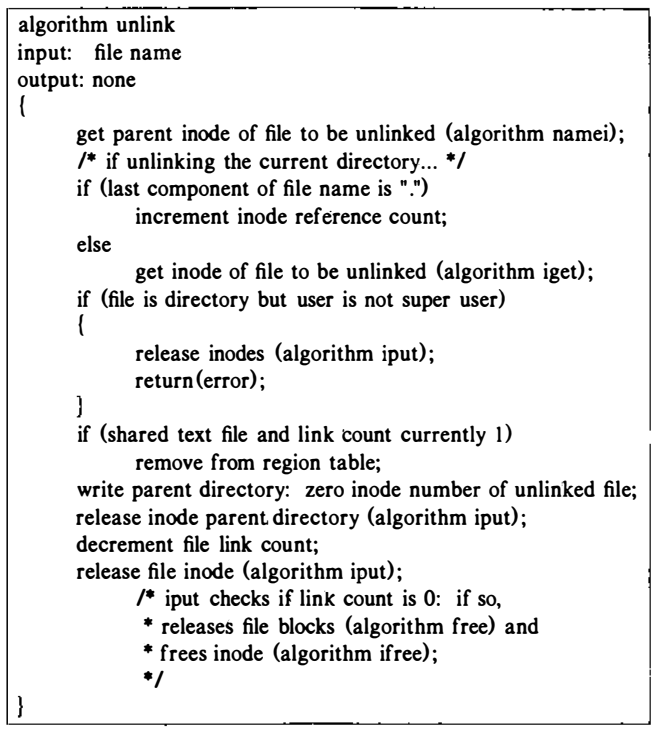 algorithm unlink
input: file name
output: none
{
get parent inode of file to be unlinked (algorithm namei);
/* if unlinking the current directory... */
if (last component of file name is ".")
increment inode reference count;
else
get inode of file to be unlinked (algorithm iget);
if (file is directory but user is not super user)
{
release inodes (algorithm iput);
return(error);
}
if (shared text file and link count currently 1)
remove from region table;
write parent directory: zero inode number of unlinked file;
release inode parent directory (algorithm iput);
decrement file link count;
release file inode (algorithm iput);
/* iput checks if link count is 0: if so,
* releases file blocks (algorithm free) and
* frees inode (algorithm ifree);
*/
}